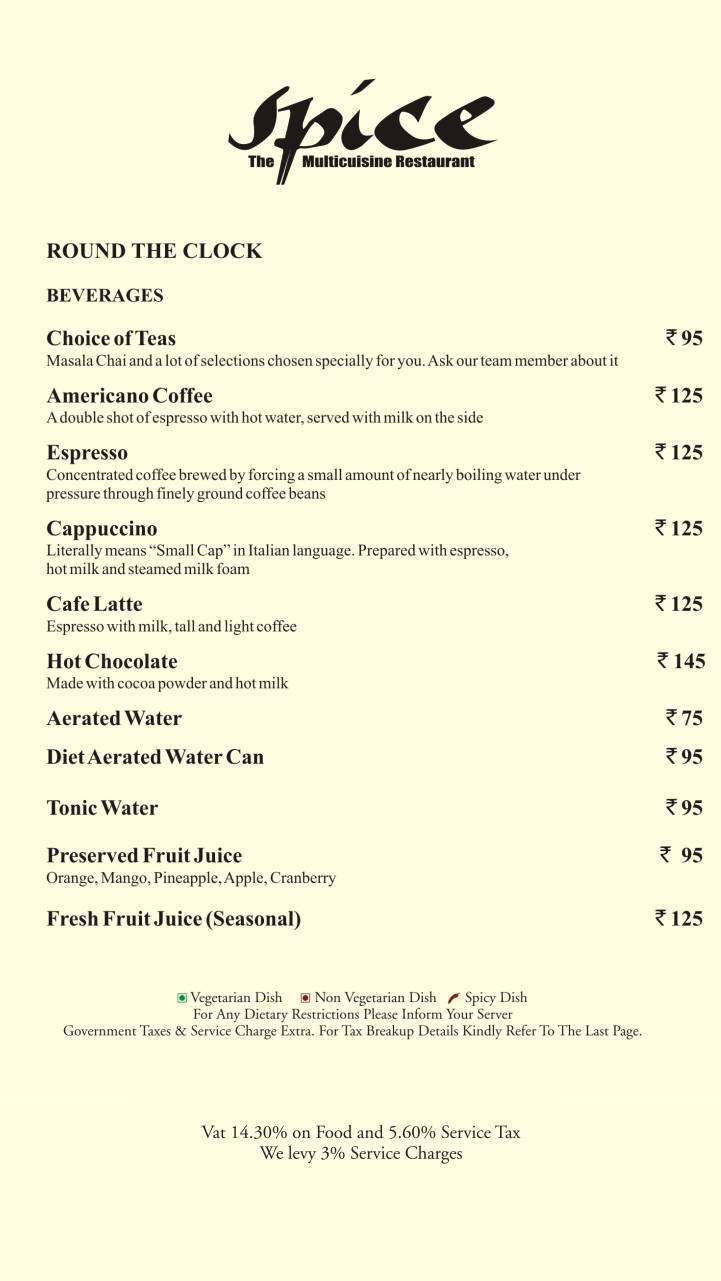 spice
The Multicuisine Restaurant
ROUND THE CLOCK
BEVERAGES
Choice of Teas ₹ 95
Masala Chai and a lot of selections chosen specially for you. Ask our team member about it
Americano Coffee ₹ 125
A double shot of espresso with hot water, served with milk on the side
Espresso ₹ 125
Concentrated coffee brewed by forcing a small amount of nearly boiling water under
pressure through finely ground coffee beans
Cappuccino ₹ 125
Literally means “Small Cap” in Italian language. Prepared with espresso,
hot milk and steamed milk foam
Cafe Latte ₹ 125
Espresso with milk, tall and light coffee
Hot Chocolate ₹ 145
Made with cocoa powder and hot milk
Aerated Water ₹ 75
Diet Aerated Water Can ₹ 95
Tonic Water ₹ 95
Preserved Fruit Juice ₹ 95
Orange, Mango, Pineapple, Apple, Cranberry
Fresh Fruit Juice (Seasonal) ₹ 125
Vegetarian Dish Non Vegetarian Dish Spicy Dish
For Any Dietary Restrictions Please Inform Your Server
Government Taxes & Service Charge Extra. For Tax Breakup Details Kindly Refer To The Last Page.
Vat 14.30% on Food and 5.60% Service Tax
We levy 3% Service Charges